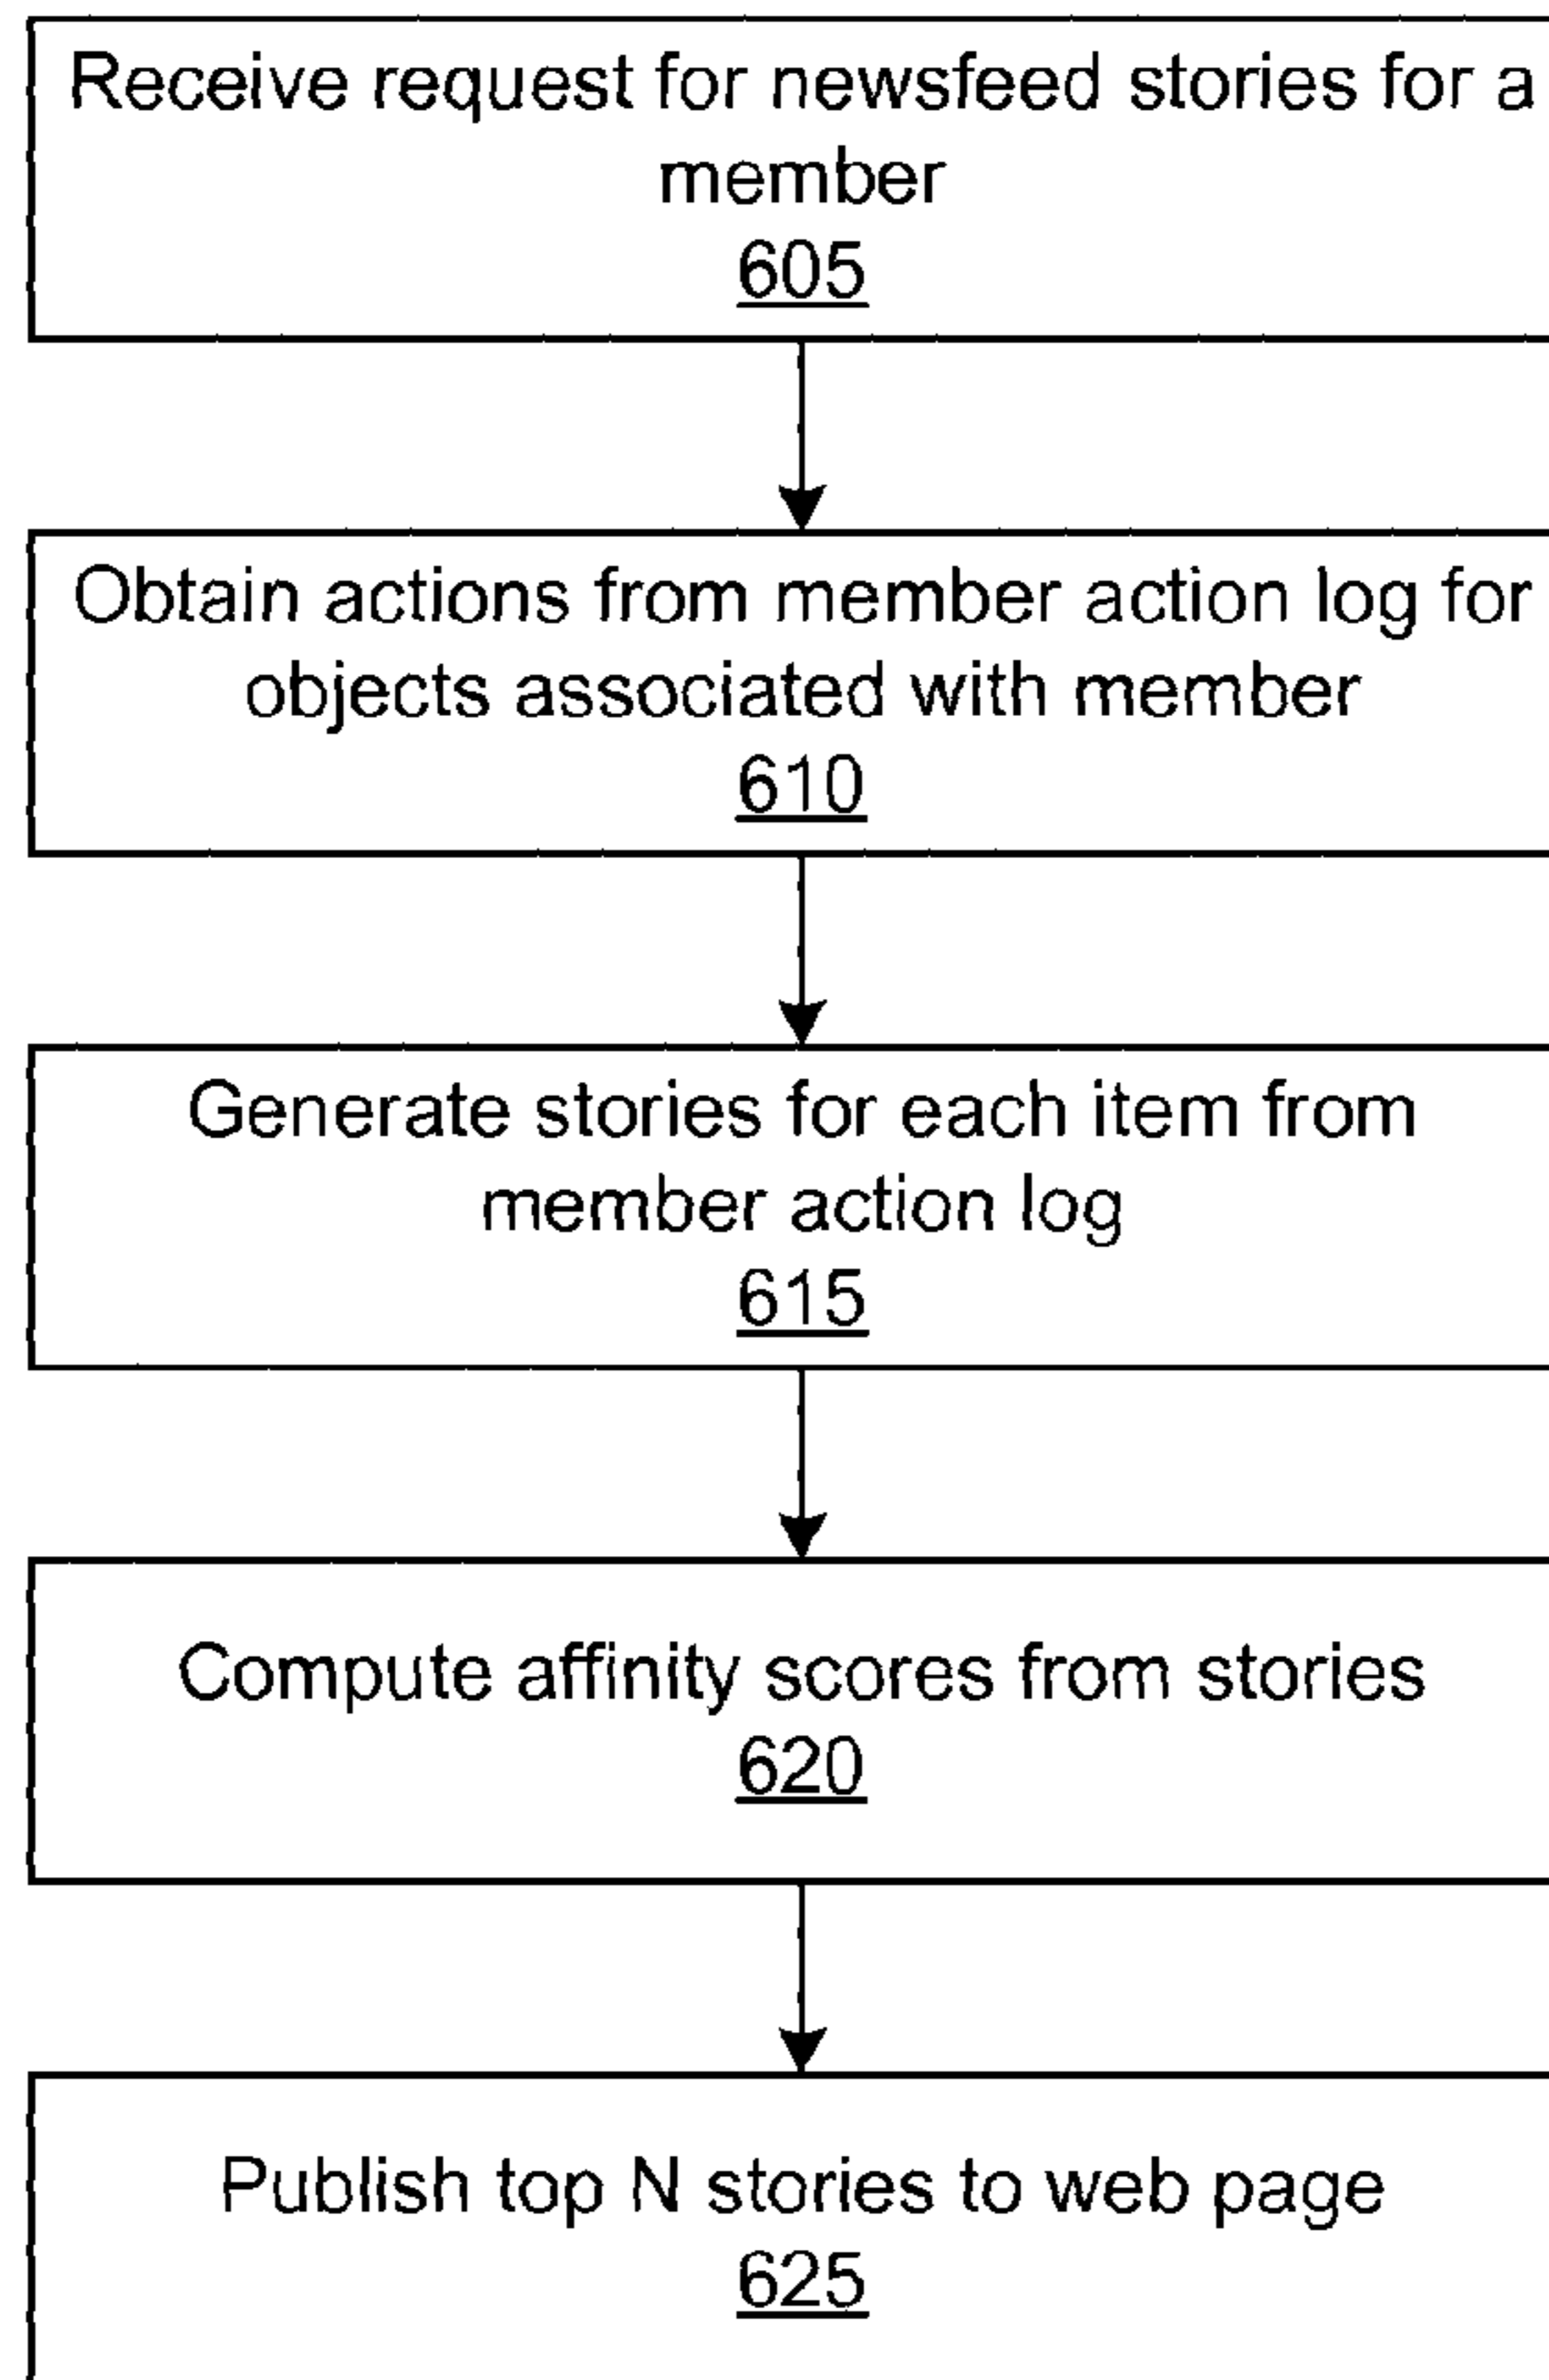 Receive request for newsfeed stories for a
member
605
Obtain actions from member action log for
objects associated with member
610
Generate stories for each item from
member action log
615
Compute affinity scores from stories
620
Publish top N stories to web page
625